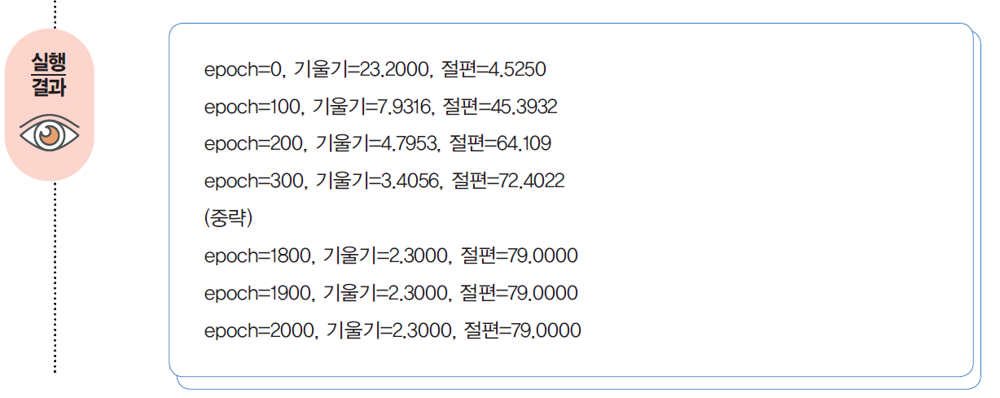 실행
결과
epoch=0, 기울기=23.2000, 절편=4.5250
epoch=100, 기울기=7.9316, 절편=45.3932
epoch=200, 기울기=4.7953, 절편=64.109
epoch=300, 기울기=3.4056, 절편=72.4022
(중략)
epoch=1800, 기울기=2.3000, 절편=79.0000
epoch=1900, 기울기=2.3000, 절편=79.0000
epoch=2000, 기울기=2.3000, 절편=79.0000